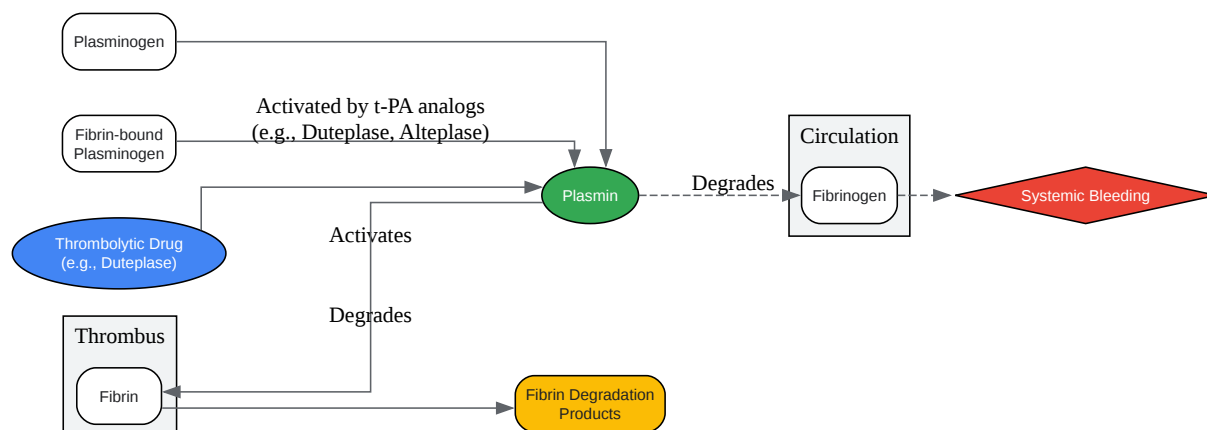 Plasminogen
Activated by t-PA analogs
(e.g., Duteplase, Alteplase)
Fibrin-bound
Plasminogen
Circulation
Plasmin
Degrades
Fibrinogen
Systemic Bleeding
Thrombolytic Drug
(e.g., Duteplase)
Activates
Degrades
Thrombus
Fibrin
Fibrin Degradation
Products